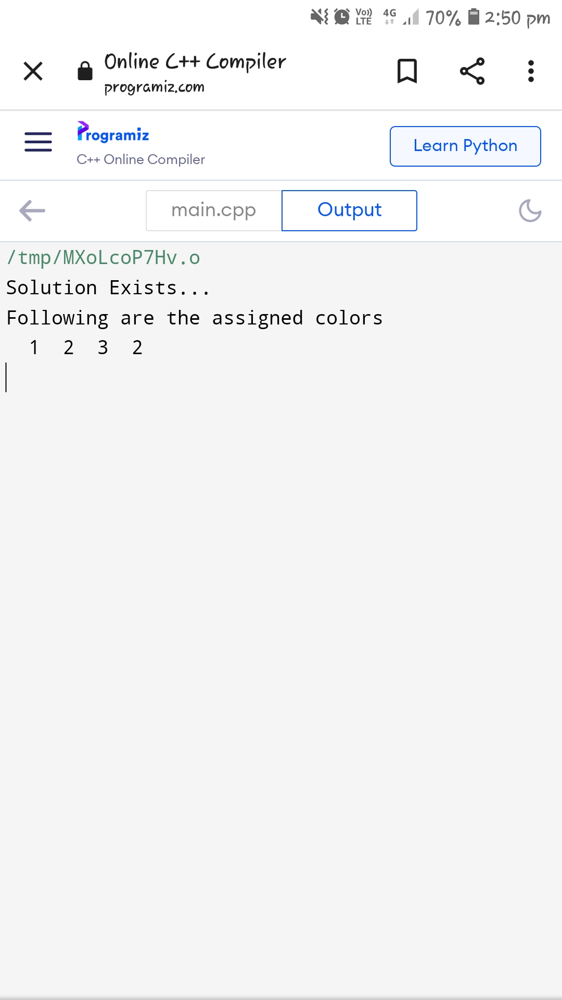 Vo)) LTE 4G 70% 2:50 pm
Online C++ Compiler
programiz.com
Programiz
C++ Online Compiler
Learn Python
main.cpp Output
/tmp/MXoLcoP7Hv.o
Solution Exists...
Following are the assigned colors
1 2 3 2